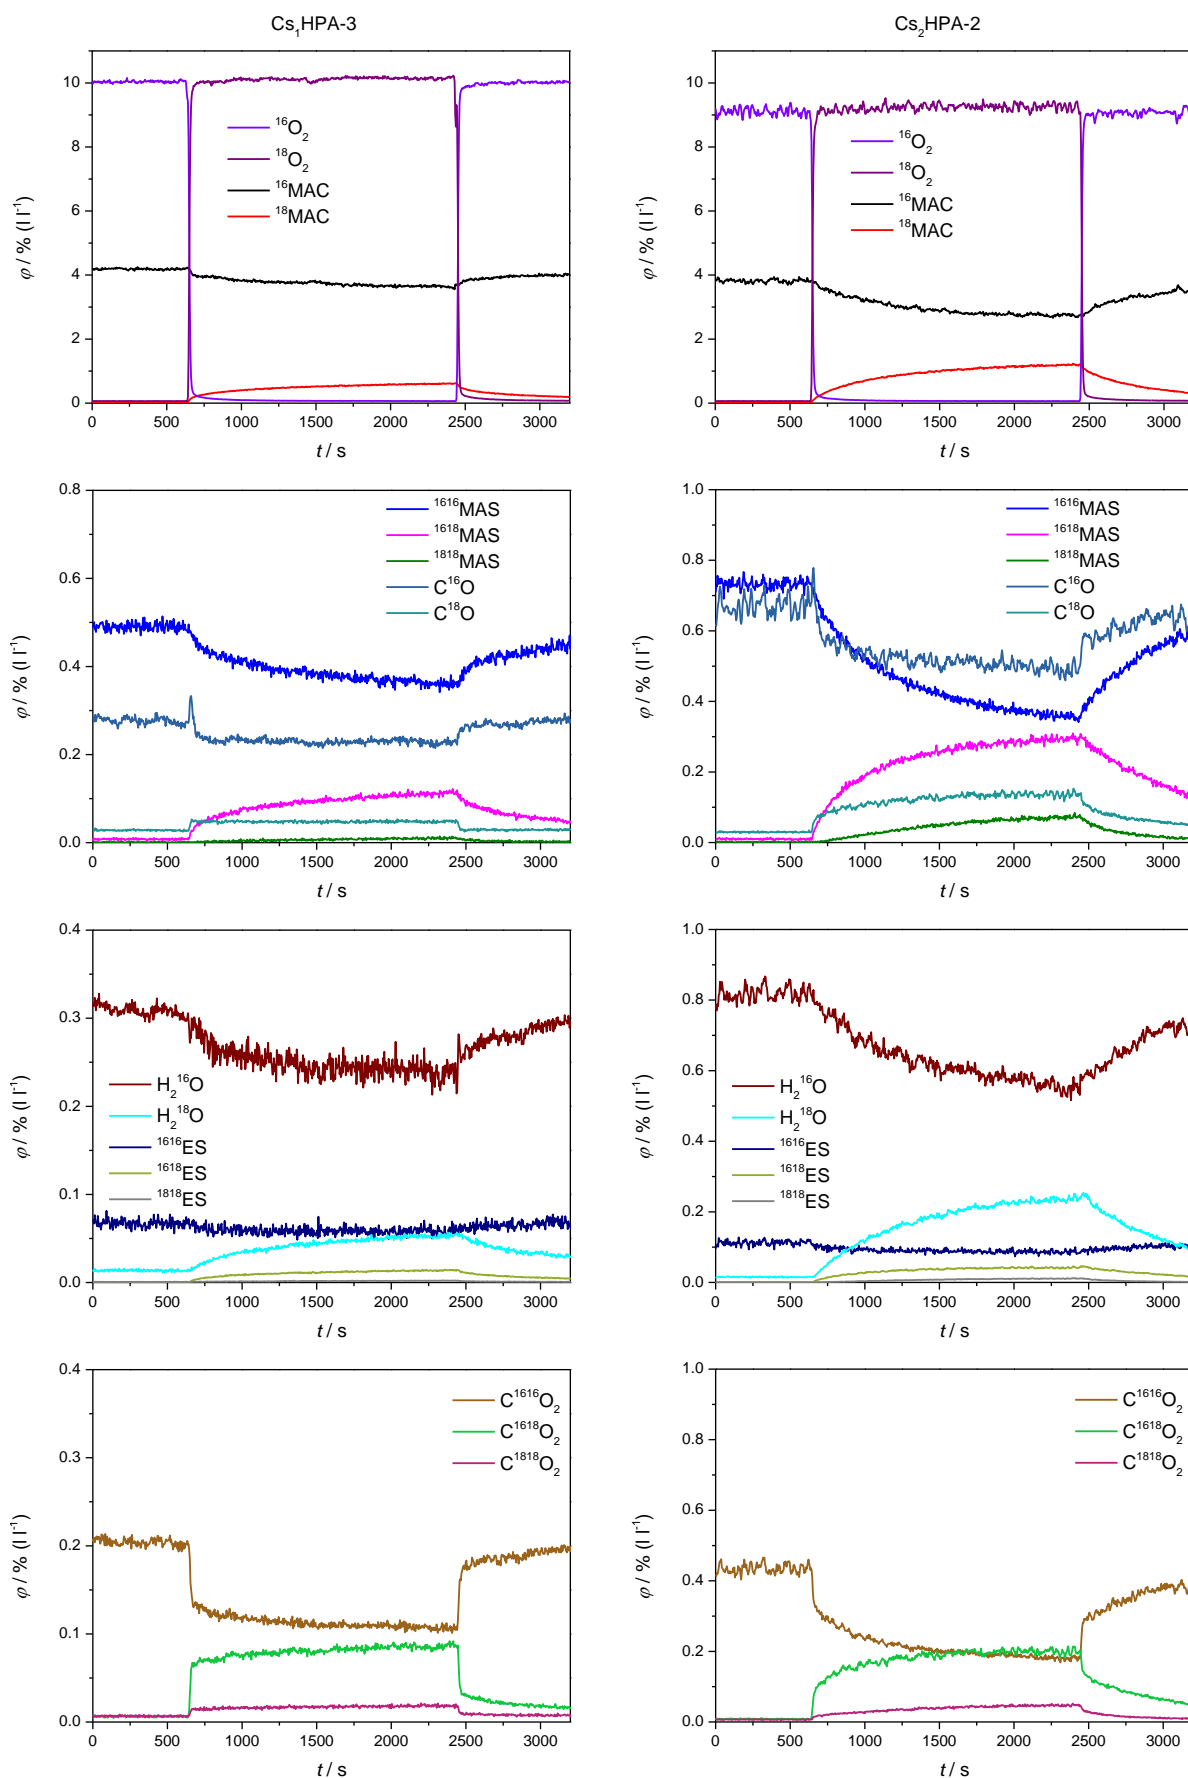 Cs₁HPA-3 Cs₂HPA-2
10
8
6
4
2
0
φ / % (l l⁻¹)
¹⁶O₂
¹⁸O₂
¹⁶MAC
¹⁸MAC
0 500 1000 1500 2000 2500 3000
t / s
10
8
6
4
2
0
φ / % (l l⁻¹)
¹⁶O₂
¹⁸O₂
¹⁶MAC
¹⁸MAC
0 500 1000 1500 2000 2500 3000
t / s
0.8
0.6
0.4
0.2
0.0
φ / % (l l⁻¹)
¹⁶¹⁶MAS
¹⁶¹⁸MAS
¹⁸¹⁸MAS
C¹⁶O
C¹⁸O
0 500 1000 1500 2000 2500 3000
t / s
1.0
0.8
0.6
0.4
0.2
0.0
φ / % (l l⁻¹)
¹⁶¹⁶MAS
¹⁶¹⁸MAS
¹⁸¹⁸MAS
C¹⁶O
C¹⁸O
0 500 1000 1500 2000 2500 3000
t / s
0.4
0.3
0.2
0.1
0.0
φ / % (l l⁻¹)
H₂¹⁶O
H₂¹⁸O
¹⁶¹⁶ES
¹⁶¹⁸ES
¹⁸¹⁸ES
0 500 1000 1500 2000 2500 3000
t / s
1.0
0.8
0.6
0.4
0.2
0.0
φ / % (l l⁻¹)
H₂¹⁶O
H₂¹⁸O
¹⁶¹⁶ES
¹⁶¹⁸ES
¹⁸¹⁸ES
0 500 1000 1500 2000 2500 3000
t / s
0.4
0.3
0.2
0.1
0.0
φ / % (l l⁻¹)
C¹⁶¹⁶O₂
C¹⁶¹⁸O₂
C¹⁸¹⁸O₂
0 500 1000 1500 2000 2500 3000
t / s
1.0
0.8
0.6
0.4
0.2
0.0
φ / % (l l⁻¹)
C¹⁶¹⁶O₂
C¹⁶¹⁸O₂
C¹⁸¹⁸O₂
0 500 1000 1500 2000 2500 3000
t / s